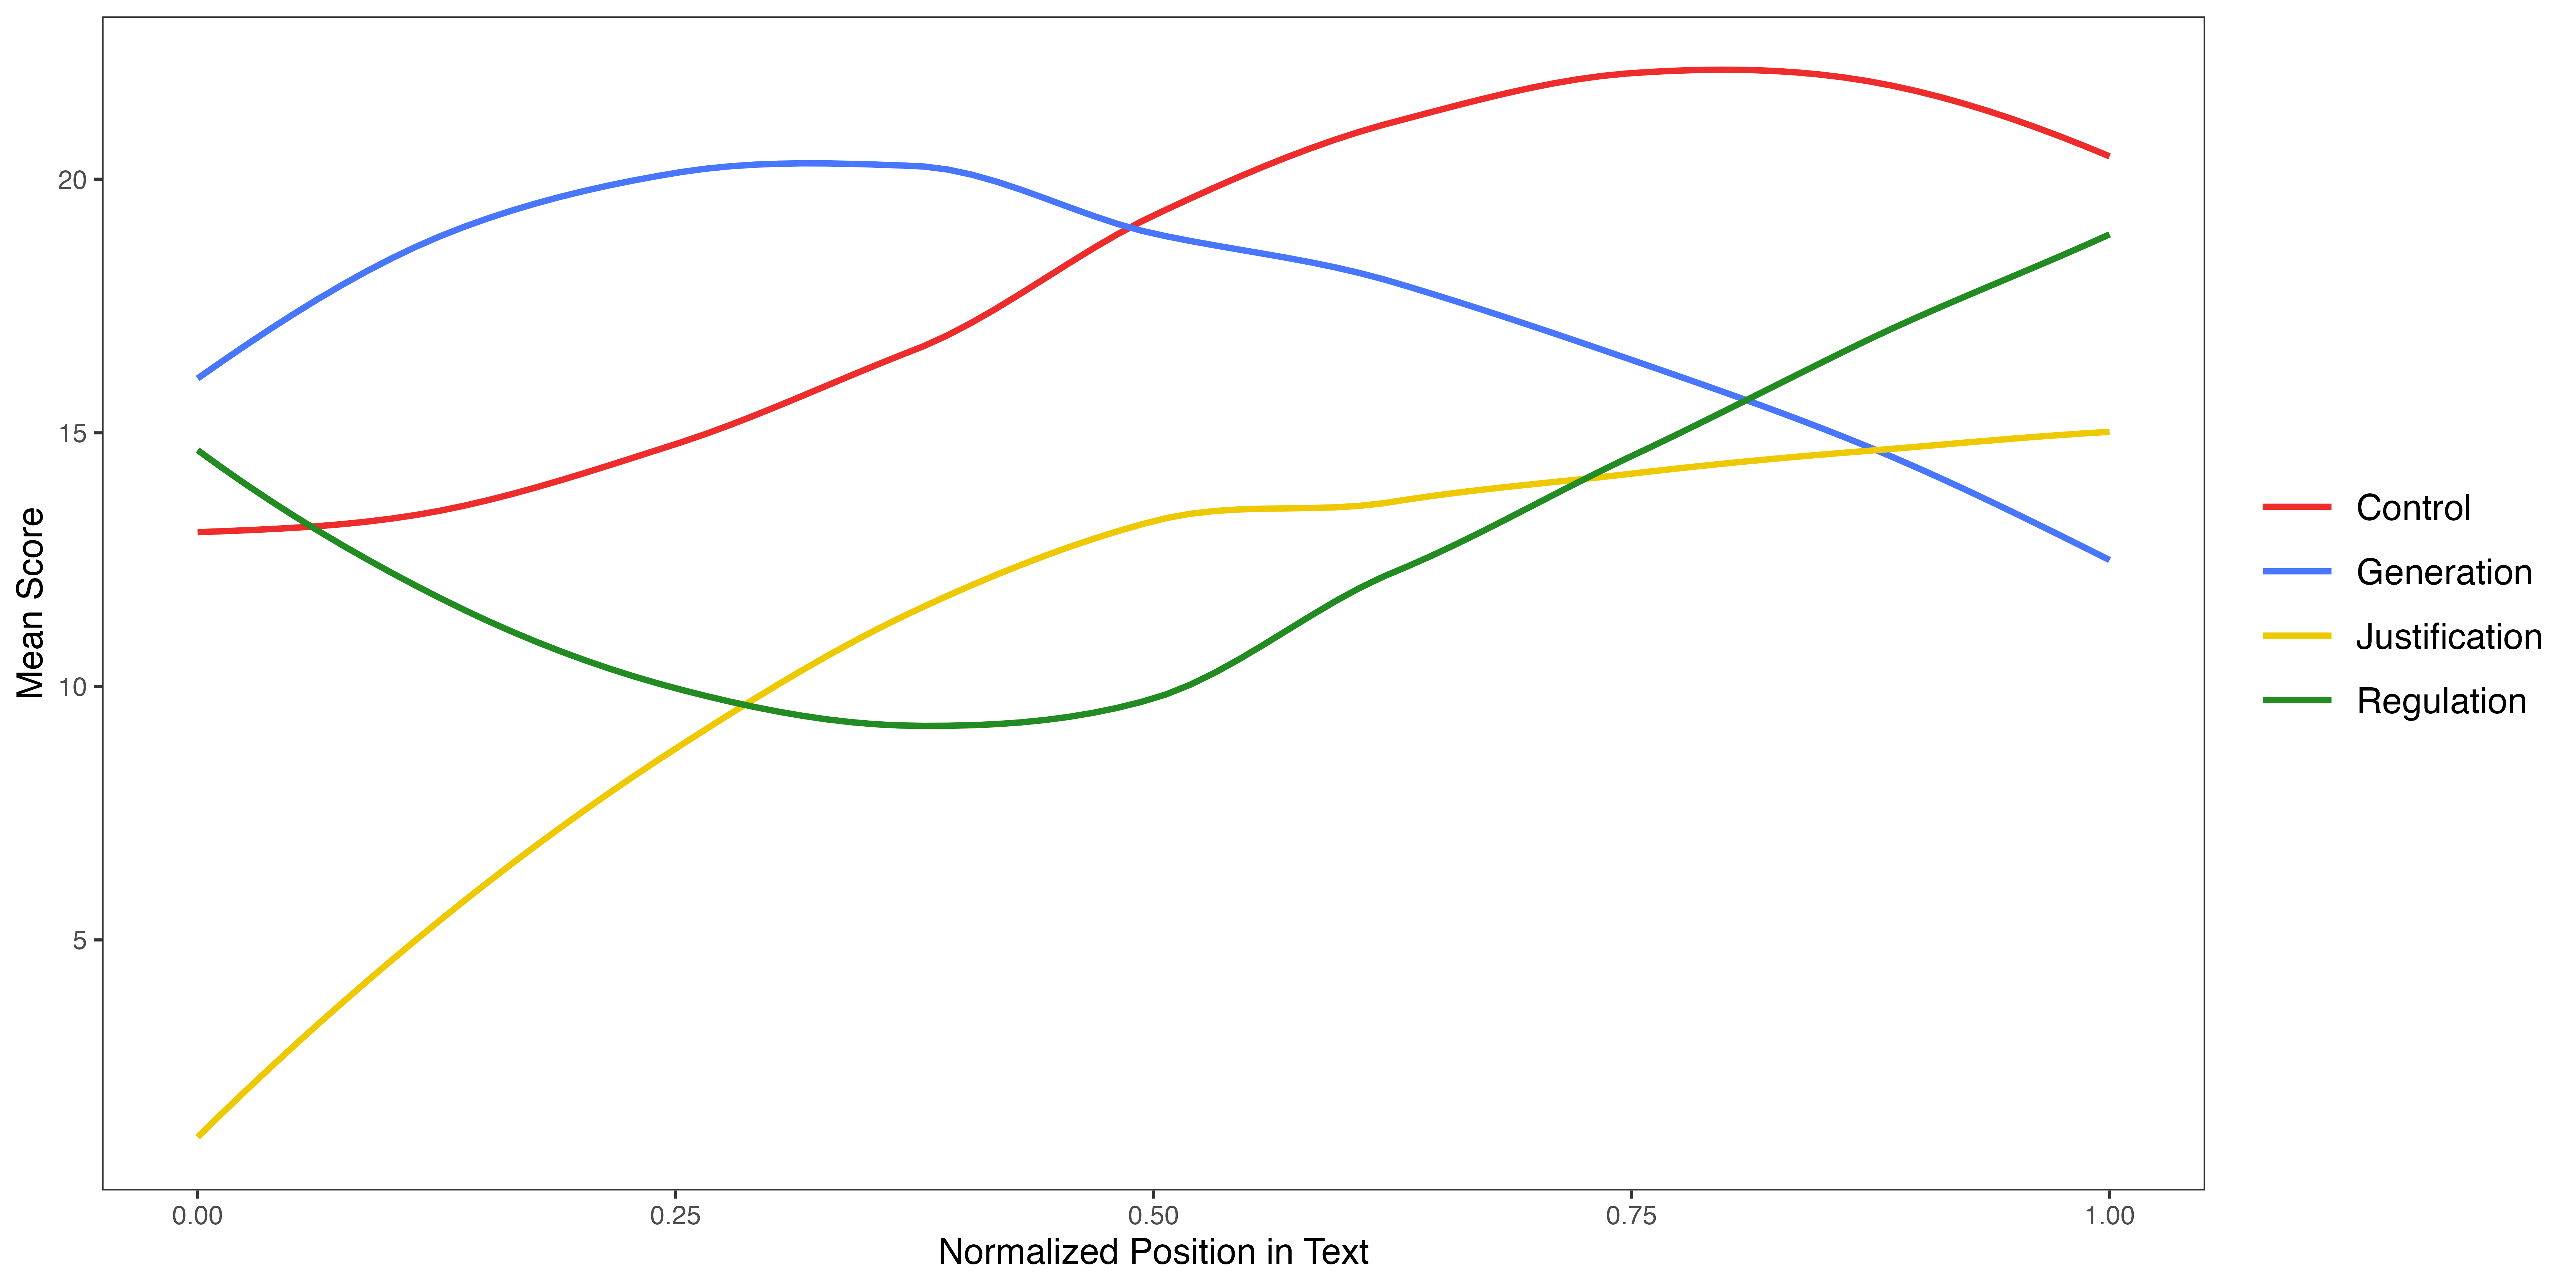 20
15
10
5
Mean Score
0.00 0.25 0.50 0.75 1.00
Normalized Position in Text
Control
Generation
Justification
Regulation